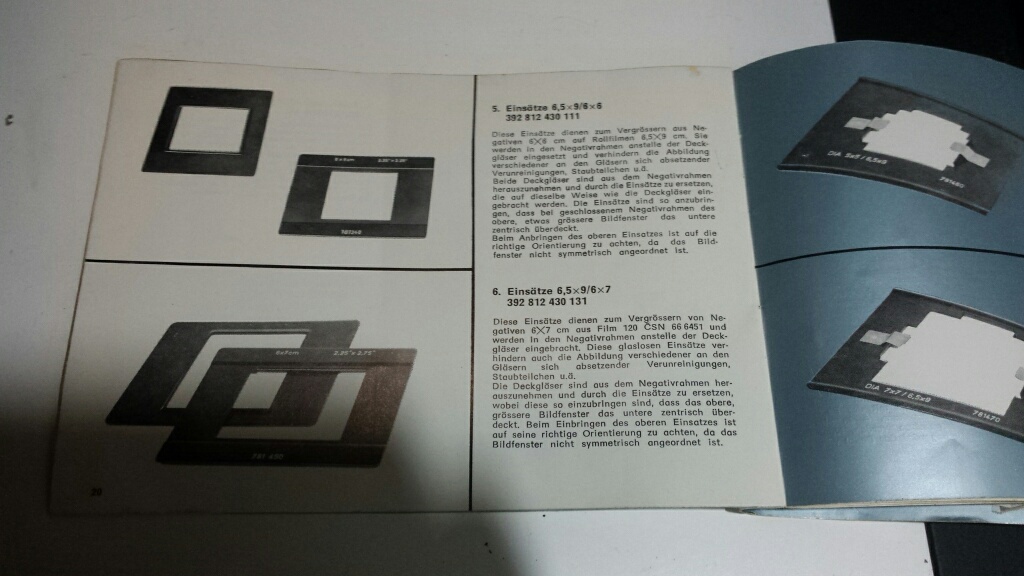 6 x 6 cm 2,25" x 2,25"
6x7cm 2,25" x 2,75"
5. Einsätze 6,5×9/6×6
392 812 430 111
Diese Einsätze dienen zum Vergrössern aus Ne-
gativen 6X6 cm auf Rollfilmen 6,5X9 cm. Sie
werden in den Negativrahmen anstelle der Deck-
gläser eingesetzt und verhindern die Abbildung
verschiedener an den Gläsern sich absetzender
Verunreinigungen, Staubteilchen u.ä.
Beide Deckgläser sind aus dem Negativrahmen
herauszunehmen und durch die Einsätze zu ersetzen,
die auf dieselbe Weise wie die Deckgläser ein-
gebracht werden. Die Einsätze sind so anzubrin-
gen, dass bei geschlossenem Negativrahmen das
obere, etwas grössere Bildfenster das untere
zentrisch überdeckt.
Beim Anbringen des oberen Einsatzes ist auf die
richtige Orientierung zu achten, da das Bild-
fenster nicht symmetrisch angeordnet ist.
6. Einsätze 6,5×9/6×7
392 812 430 131
Diese Einsätze dienen zum Vergrössern von Ne-
gativen 6X7 cm aus Film 120 ČSN 66 6451 und
werden in den Negativrahmen anstelle der Deck-
gläser eingebracht. Diese glaslosen Einsätze ver-
hindern auch die Abbildung verschiedener an den
Gläsern sich absetzender Verunreinigungen,
Staubteilchen u.ä.
Die Deckgläser sind aus dem Negativrahmen her-
auszunehmen und durch die Einsätze zu ersetzen,
wobei diese so einzubringen sind, dass das obere,
grössere Bildfenster das untere zentrisch über-
deckt. Beim Einbringen des oberen Einsatzes ist
auf seine richtige Orientierung zu achten, da das
Bildfenster nicht symmetrisch angeordnet ist.
DIA 5x5 / 6,5x9
DIA 7x7 / 6,5x9
781470